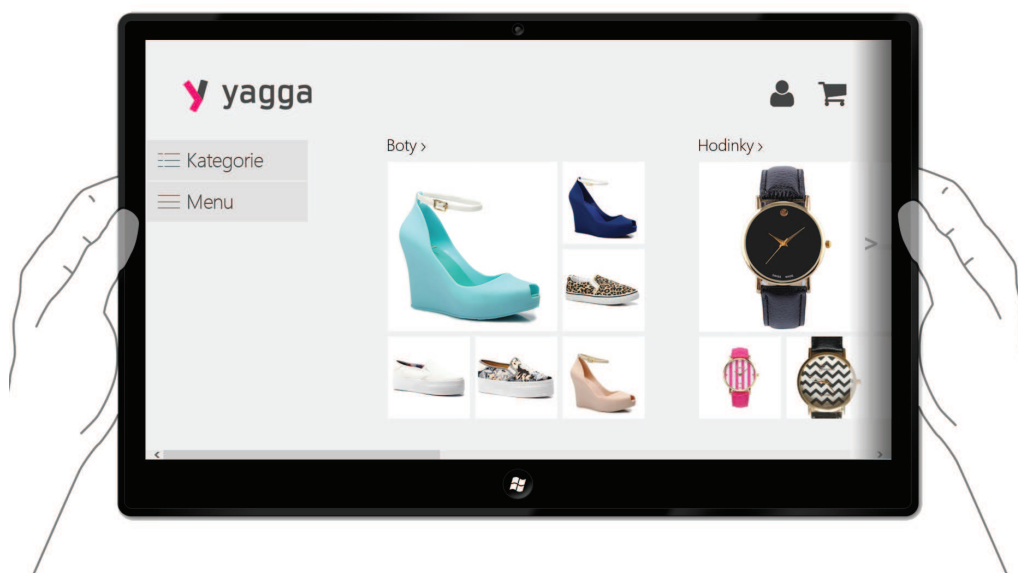 yagga
Kategorie
Menu
Boty ›
Hodinky ›
>